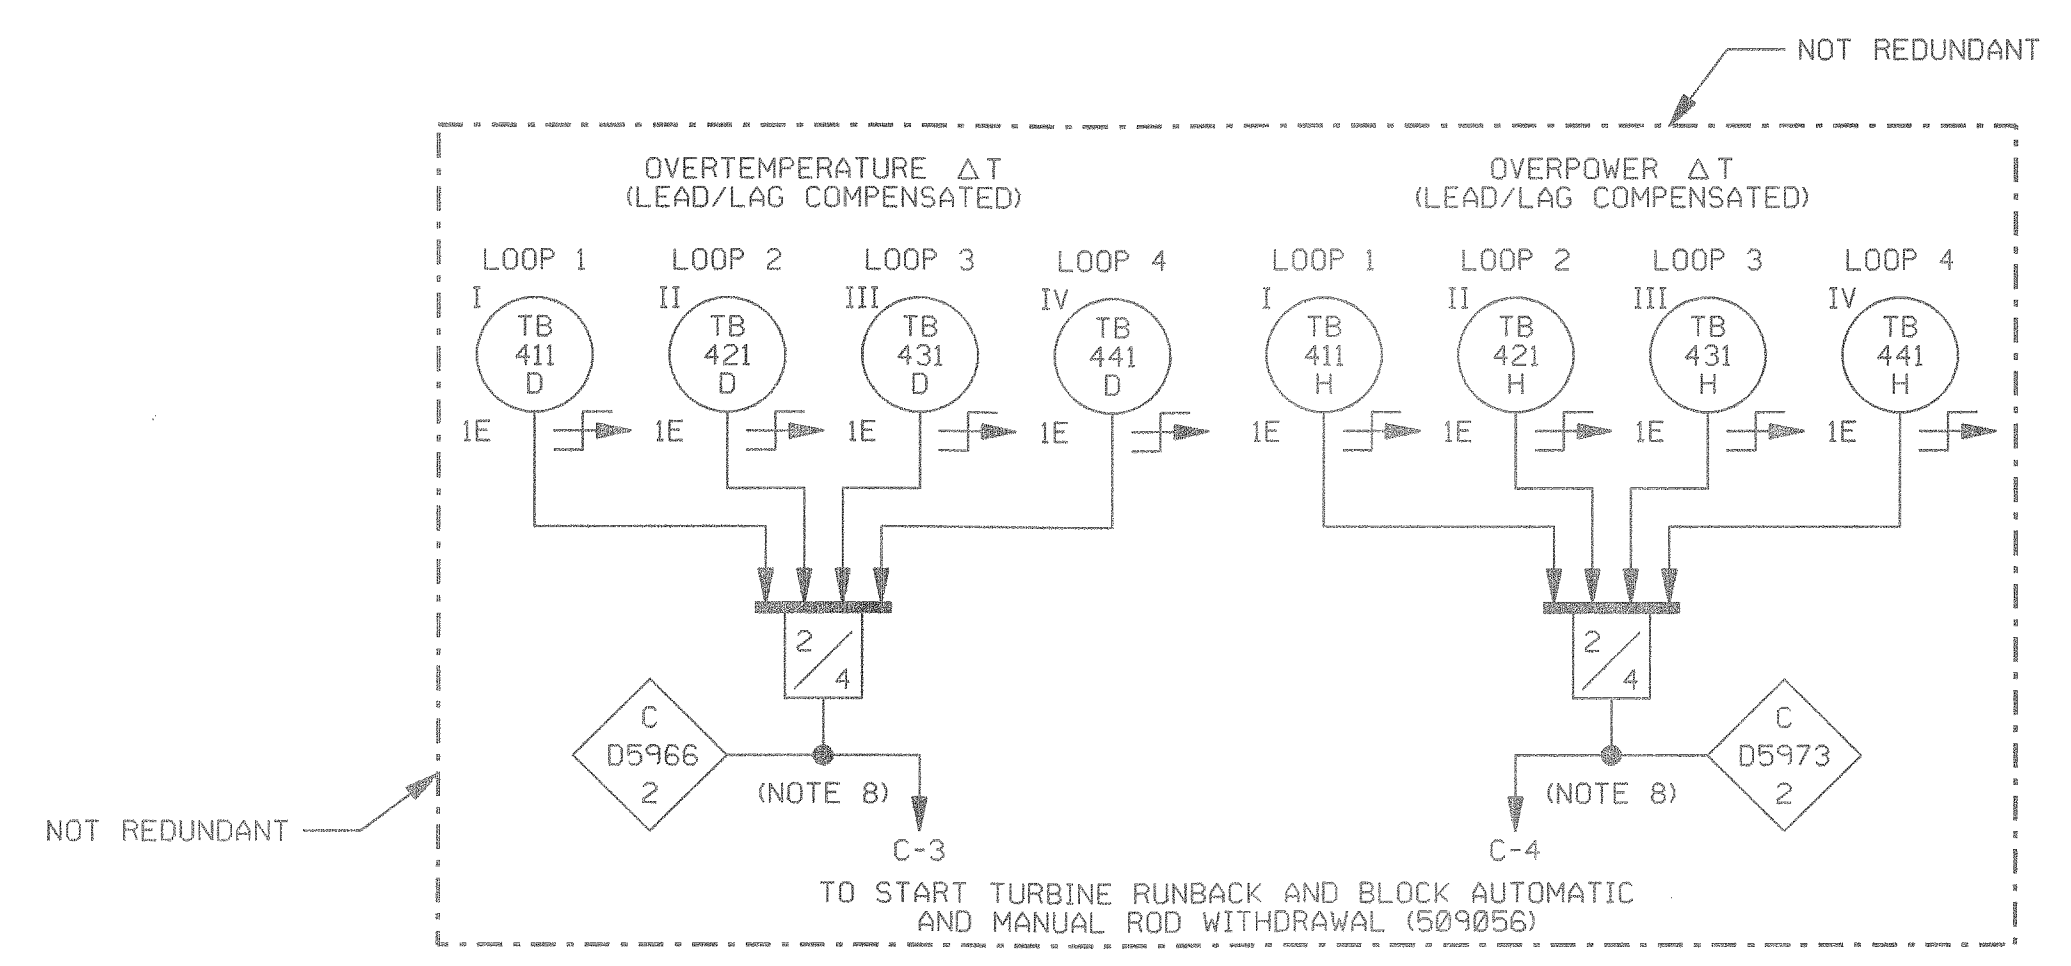 NOT REDUNDANT
OVERTEMPERATURE ΔT
(LEAD/LAG COMPENSATED)
OVERPOWER ΔT
(LEAD/LAG COMPENSATED)
LOOP 1 LOOP 2 LOOP 3 LOOP 4 LOOP 1 LOOP 2 LOOP 3 LOOP 4
I II III IV I II III IV
TB TB TB TB TB TB TB TB
411 421 431 441 411 421 431 441
D D D D H H H H
1E 1E 1E 1E 1E 1E 1E 1E
2/4 2/4
C
D5966
2
(NOTE 8)
C-3
(NOTE 8)
C
D5973
2
C-4
NOT REDUNDANT
TO START TURBINE RUNBACK AND BLOCK AUTOMATIC
AND MANUAL ROD WITHDRAWAL (509056)